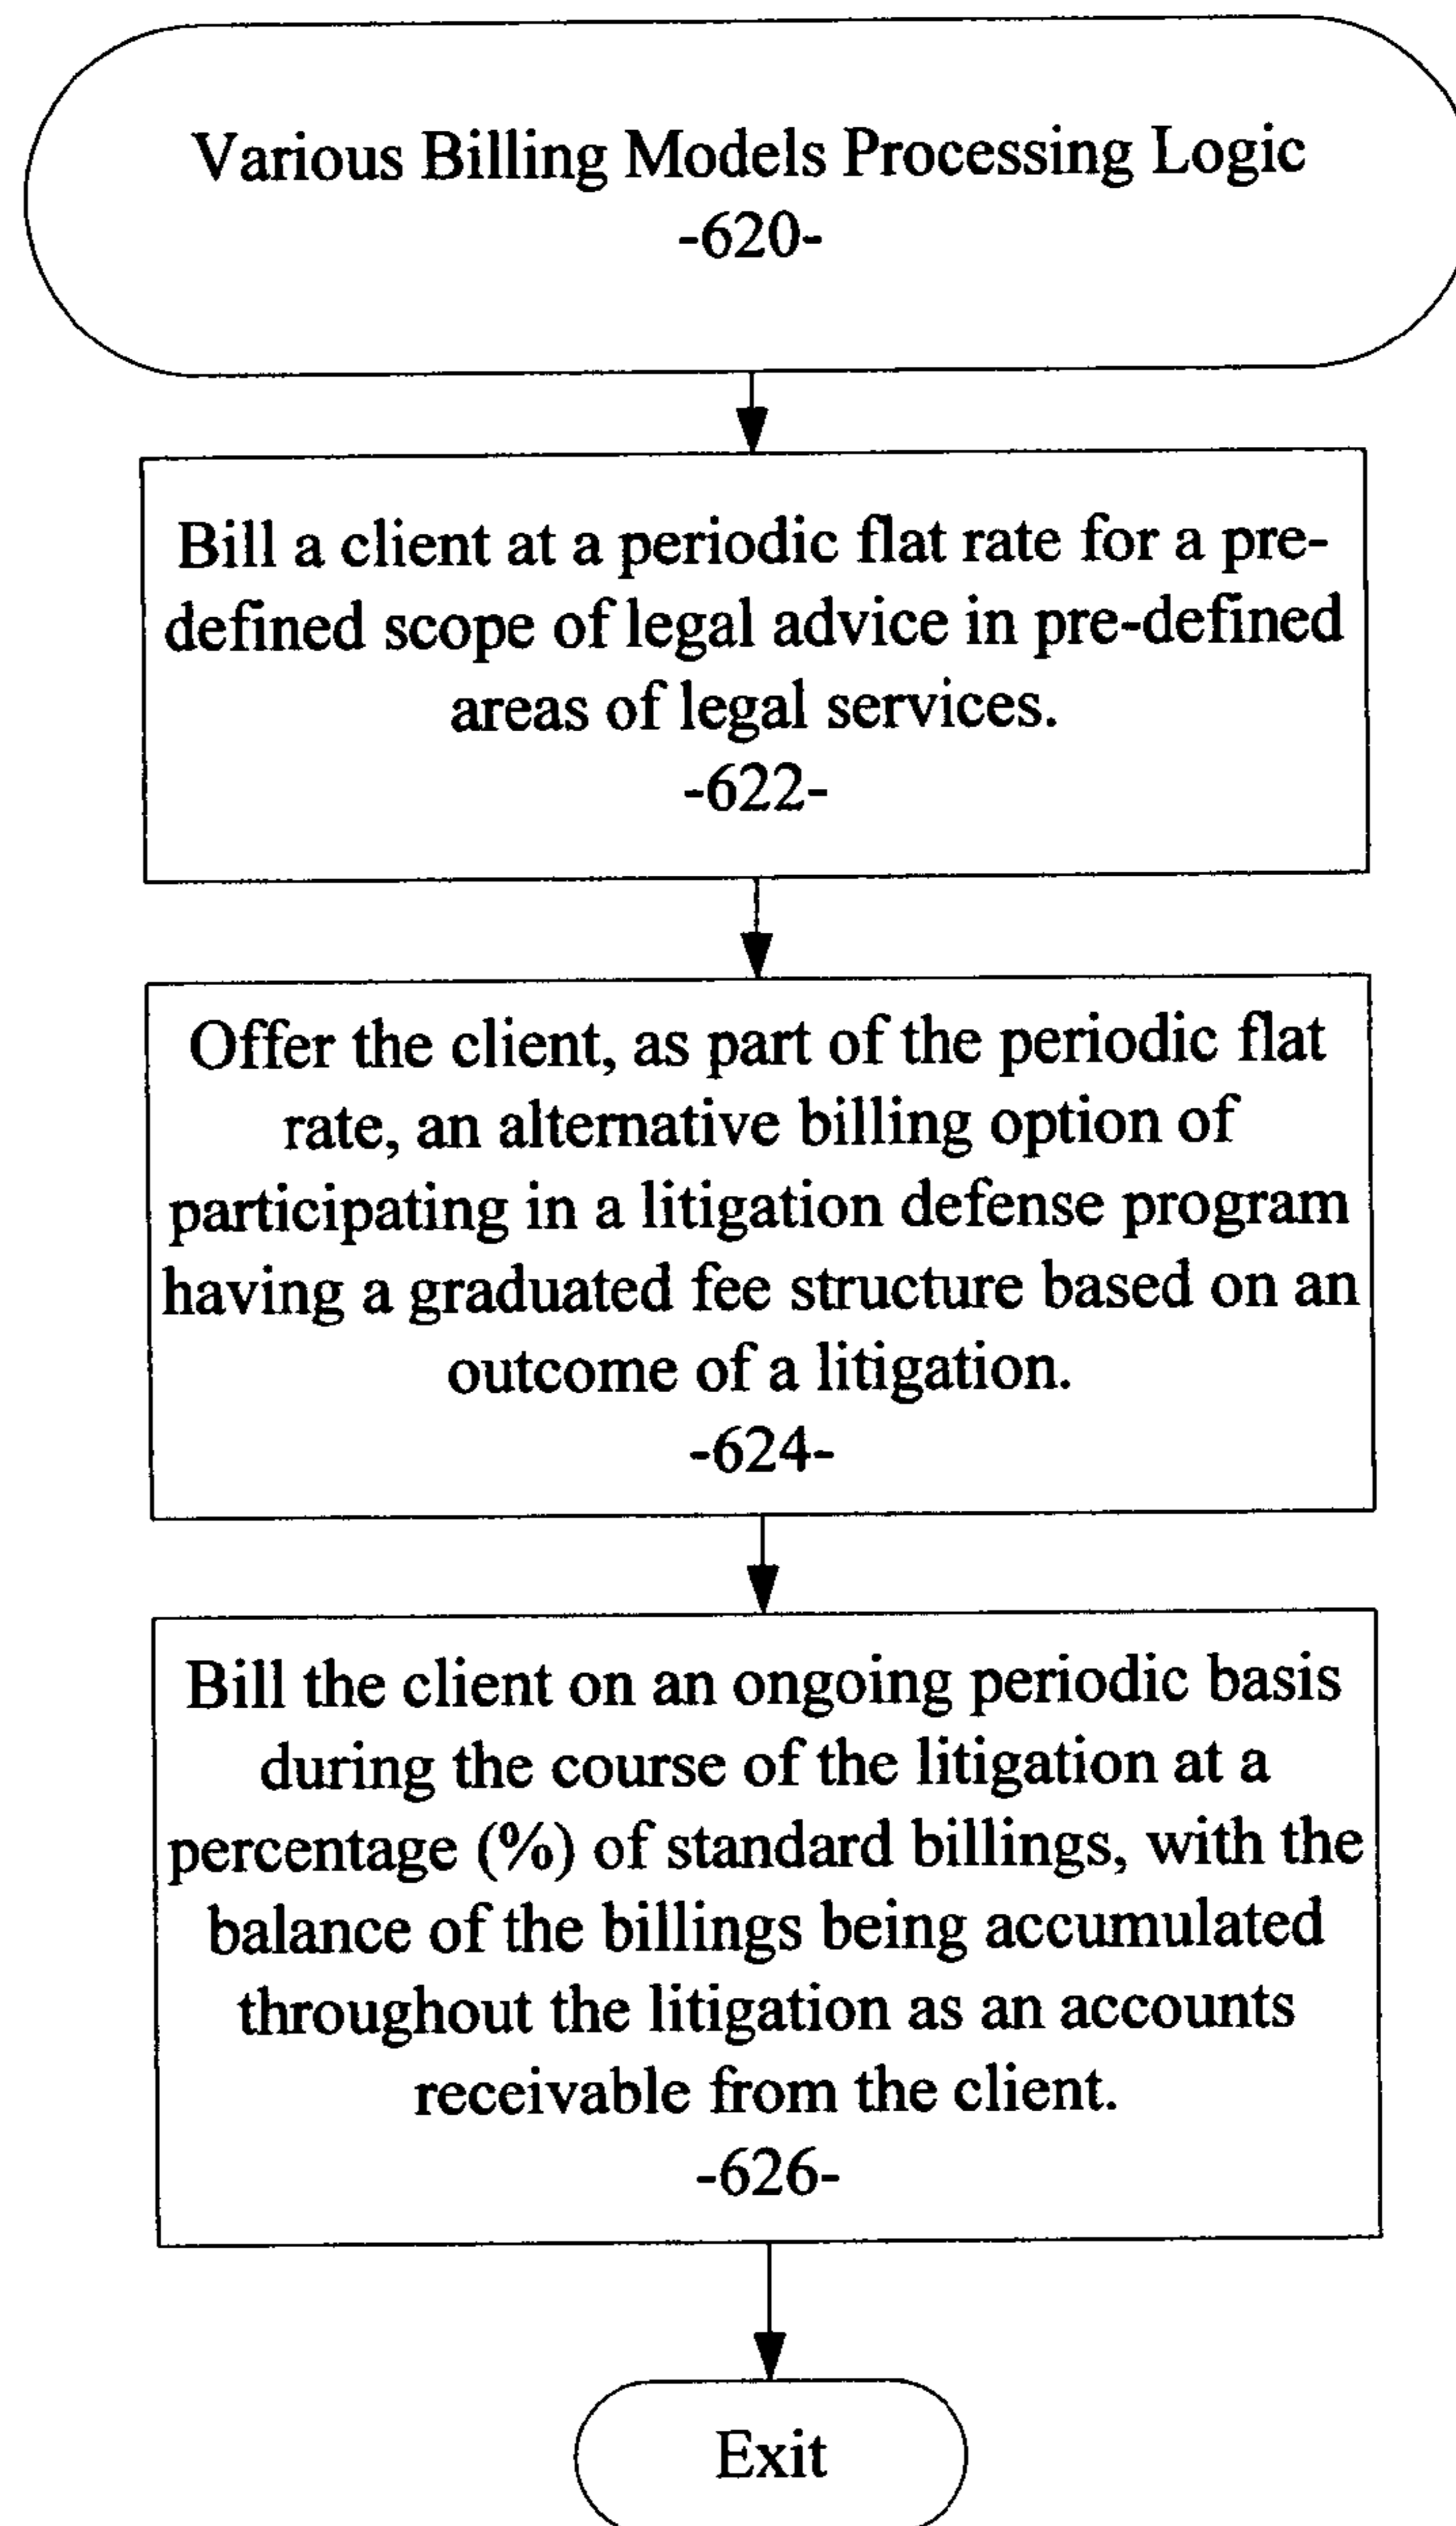 Various Billing Models Processing Logic
-620-
Bill a client at a periodic flat rate for a pre-
defined scope of legal advice in pre-defined
areas of legal services.
-622-
Offer the client, as part of the periodic flat
rate, an alternative billing option of
participating in a litigation defense program
having a graduated fee structure based on an
outcome of a litigation.
-624-
Bill the client on an ongoing periodic basis
during the course of the litigation at a
percentage (%) of standard billings, with the
balance of the billings being accumulated
throughout the litigation as an accounts
receivable from the client.
-626-
Exit